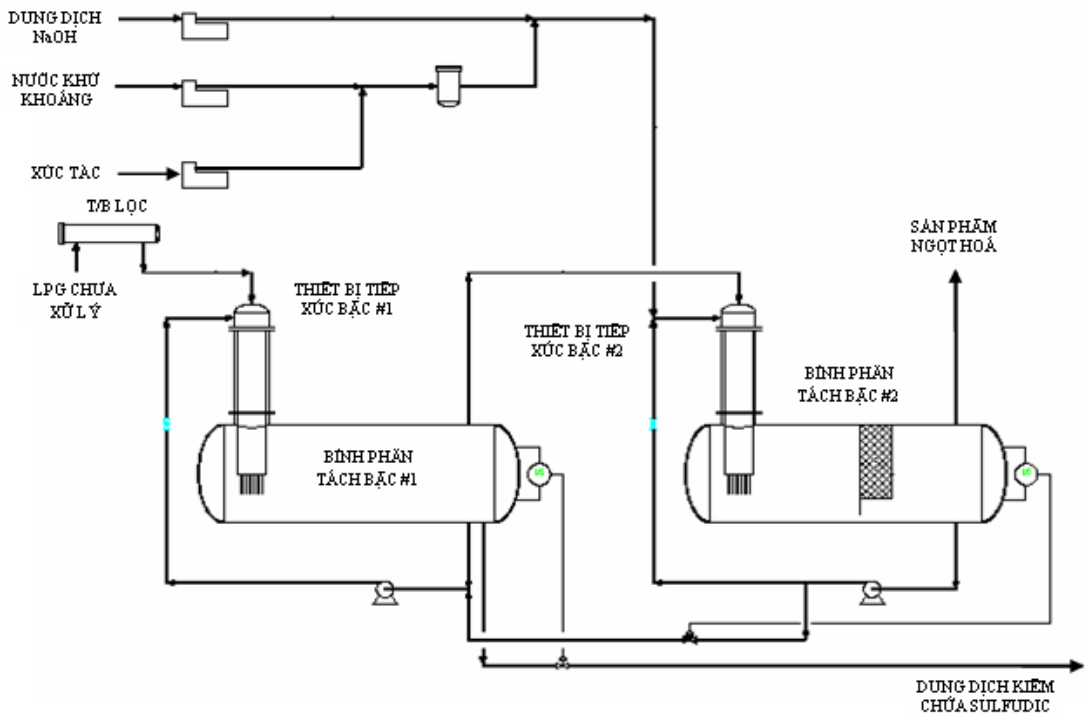 DUNG DỊCH
NaOH
NƯỚC KHỬ
KHOÁNG
XÚC TÁC
T/B LỌC
LPG CHƯA
XỬ LÝ
THIẾT BỊ TIẾP
XÚC BẬC #1
THIẾT BỊ TIẾP
XÚC BẬC #2
SẢN PHẨM
NGỌT HOÁ
BÌNH PHÂN
TÁCH BẬC #2
BÌNH PHÂN
TÁCH BẬC #1
DUNG DỊCH KIỀM
CHỨA SULFUDIC